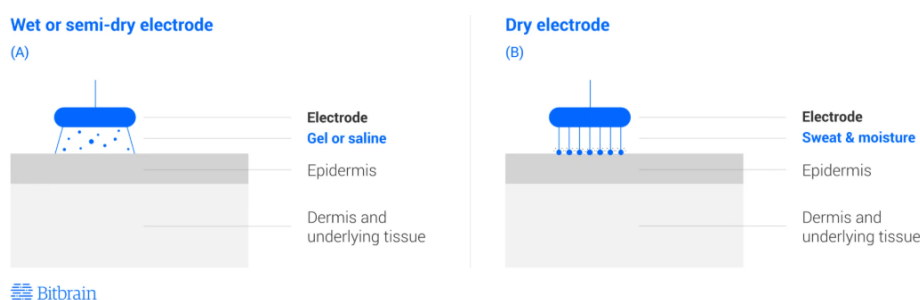 Wet or semi-dry electrode
(A)
Electrode
Gel or saline
Epidermis
Dermis and
underlying tissue
Dry electrode
(B)
Electrode
Sweat & moisture
Epidermis
Dermis and
underlying tissue
Bitbrain